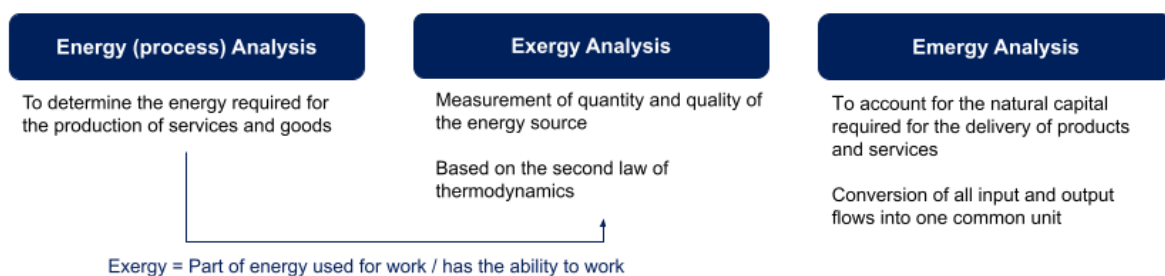 Energy (process) Analysis
To determine the energy required for
the production of services and goods
Exergy Analysis
Measurement of quantity and quality of
the energy source
Based on the second law of
thermodynamics
Emergy Analysis
To account for the natural capital
required for the delivery of products
and services
Conversion of all input and output
flows into one common unit
Exergy = Part of energy used for work / has the ability to work